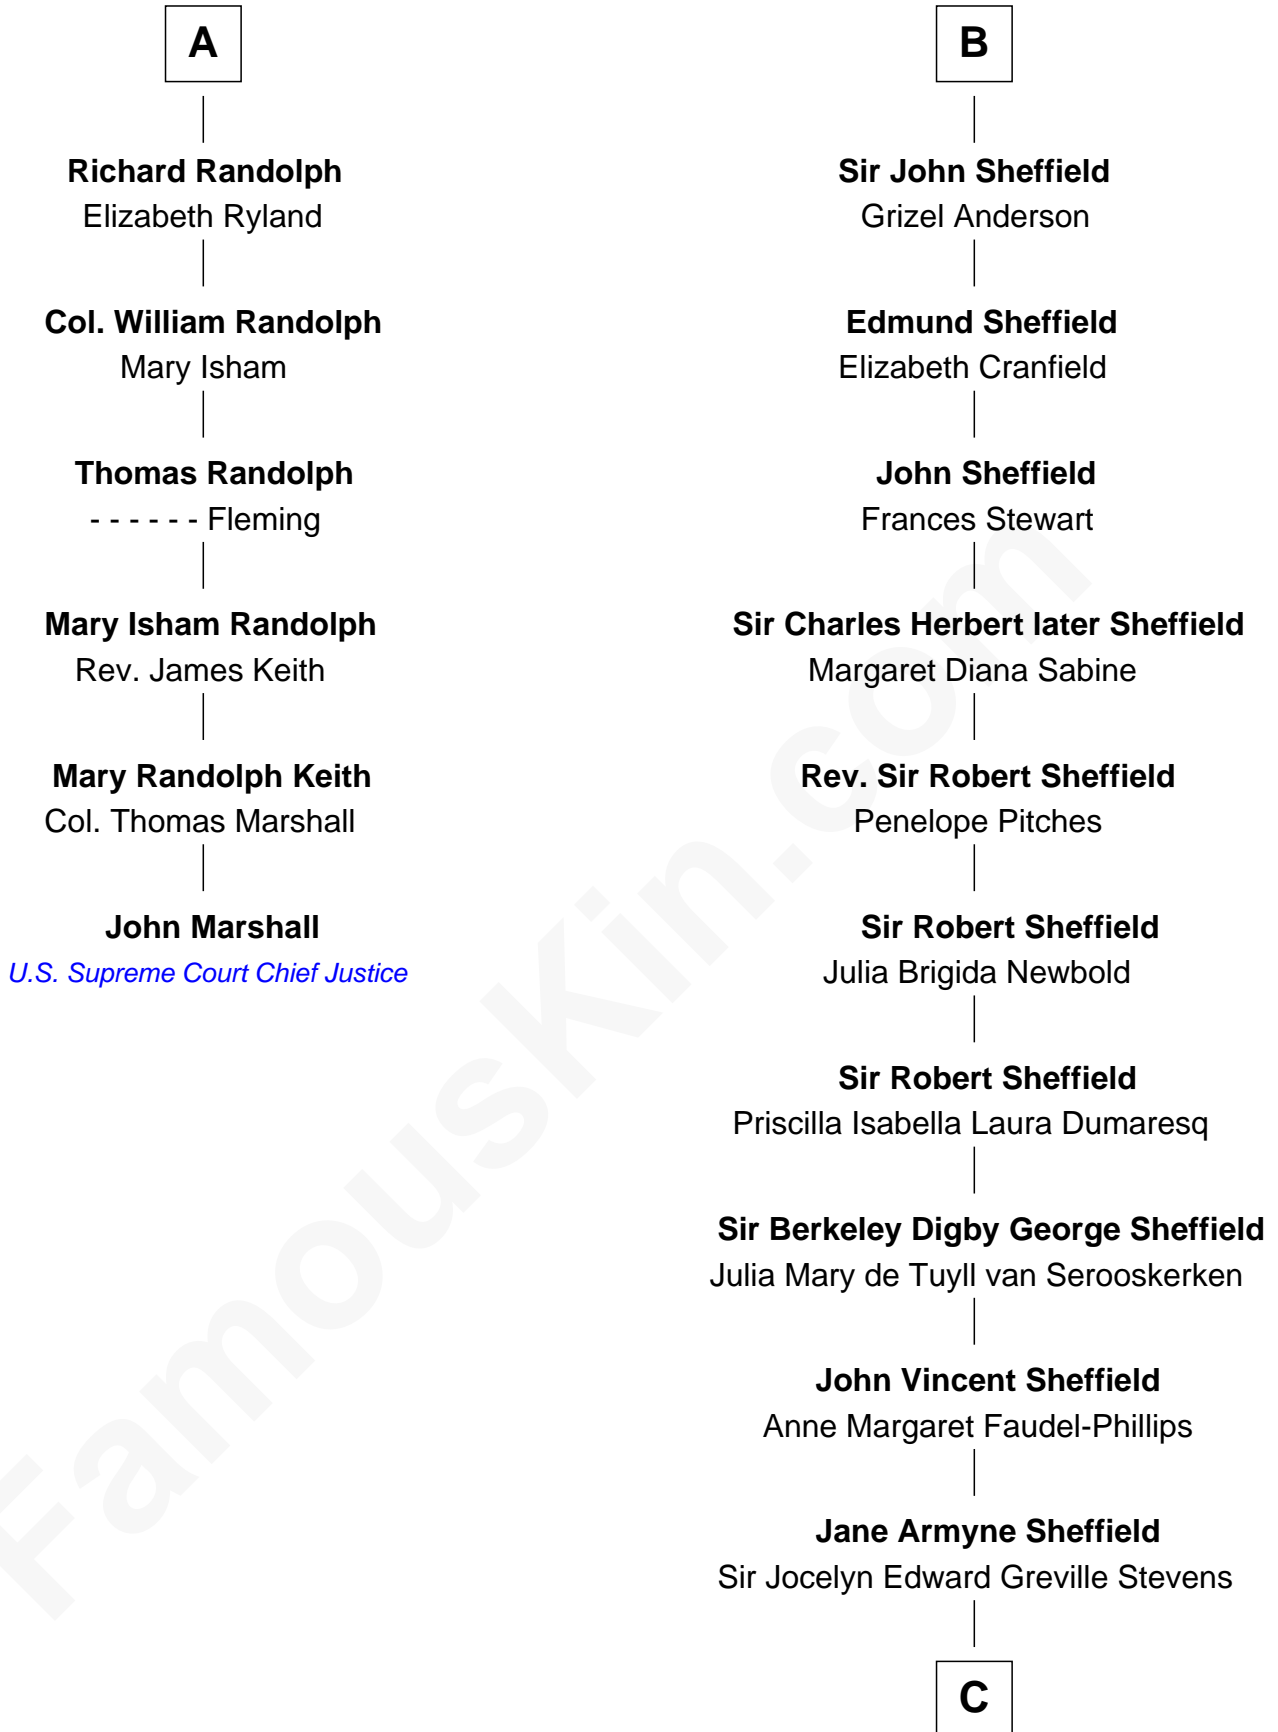 A
Richard Randolph
Elizabeth Ryland
Col. William Randolph
Mary Isham
Thomas Randolph
- - - - - - Fleming
Mary Isham Randolph
Rev. James Keith
Mary Randolph Keith
Col. Thomas Marshall
John Marshall
U.S. Supreme Court Chief Justice
B
Sir John Sheffield
Grizel Anderson
Edmund Sheffield
Elizabeth Cranfield
John Sheffield
Frances Stewart
Sir Charles Herbert later Sheffield
Margaret Diana Sabine
Rev. Sir Robert Sheffield
Penelope Pitches
Sir Robert Sheffield
Julia Brigida Newbold
Sir Robert Sheffield
Priscilla Isabella Laura Dumaresq
Sir Berkeley Digby George Sheffield
Julia Mary de Tuyll van Serooskerken
John Vincent Sheffield
Anne Margaret Faudel-Phillips
Jane Armyne Sheffield
Sir Jocelyn Edward Greville Stevens
C
FamousKin.com